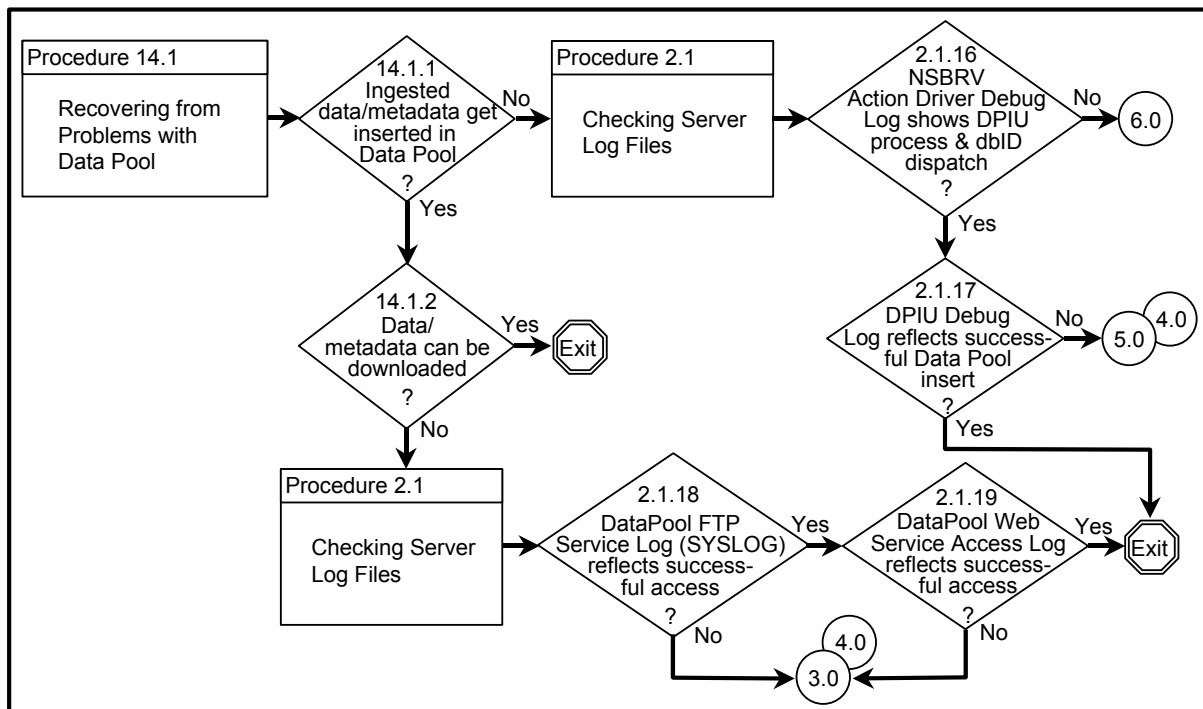 Procedure 14.1
Recovering from
Problems with
Data Pool
14.1.1
Ingested
data/metadata get
inserted in
Data Pool
?
No
Yes
Procedure 2.1
Checking Server
Log Files
2.1.16
NSBRV
Action Driver Debug
Log shows DPIU
process & dbID
dispatch
?
No
6.0
Yes
14.1.2
Data/
metadata can be
downloaded
?
Yes
Exit
No
2.1.17
DPIU Debug
Log reflects success-
ful Data Pool
insert
?
No
5.0
4.0
Yes
Procedure 2.1
Checking Server
Log Files
2.1.18
DataPool FTP
Service Log (SYSLOG)
reflects success-
ful access
?
Yes
No
2.1.19
DataPool Web
Service Access Log
reflects success-
ful access
?
Yes
Exit
No
4.0
3.0